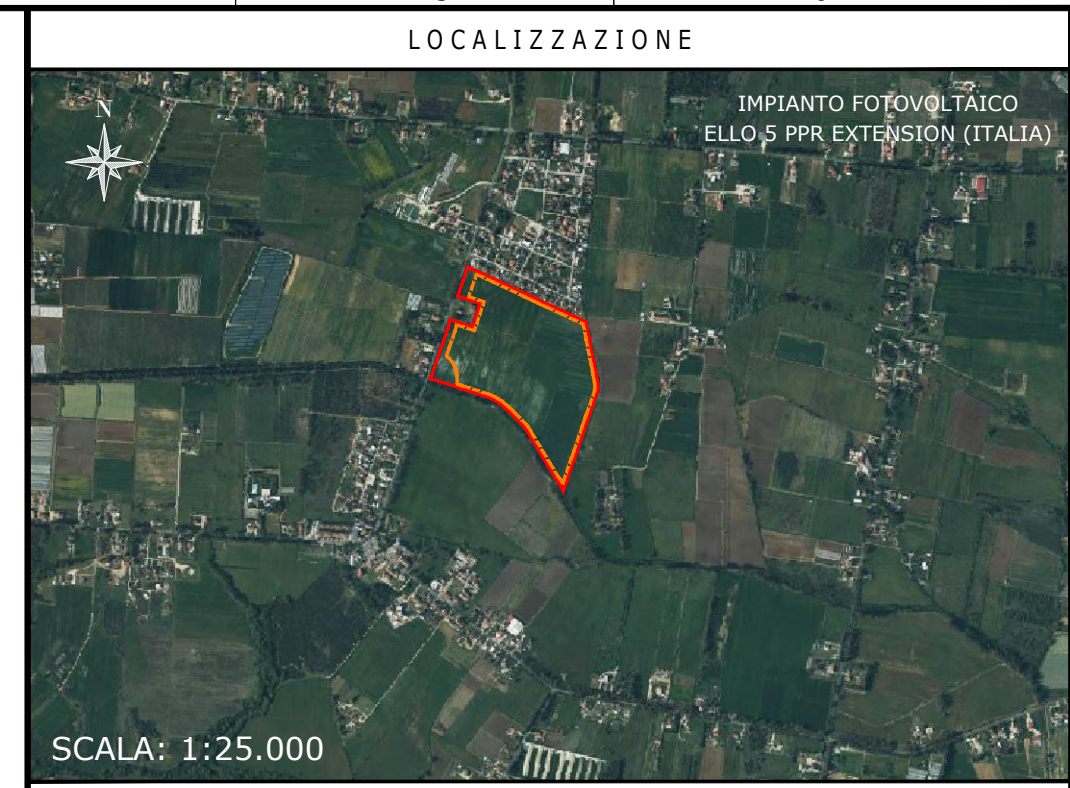 LOCALIZZAZIONE
N
IMPIANTO FOTOVOLTAICO
ELLO 5 PPR EXTENSION (ITALIA)
SCALA: 1:25.000